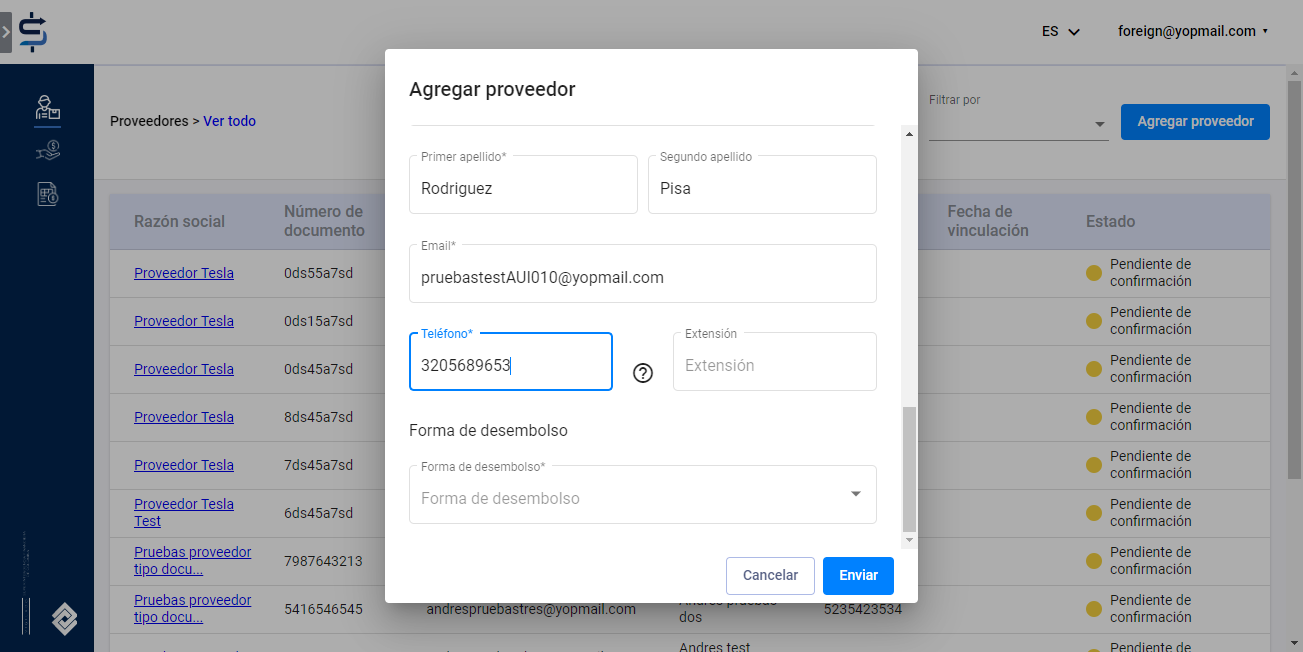 ES
foreign@yopmail.com
Agregar proveedor
Proveedores > Ver todo
Filtrar por
Agregar proveedor
Primer apellido*
Segundo apellido
Rodriguez
Pisa
Email*
pruebastestAUI010@yopmail.com
Teléfono*
Extensión
3205689653
Extensión
Forma de desembolso
Forma de desembolso*
Forma de desembolso
Cancelar
Enviar
Razón social
Número de
documento
Fecha de
vinculación
Estado
Proveedor Tesla
0ds55a7sd
Pendiente de
confirmación
Proveedor Tesla
0ds15a7sd
Pendiente de
confirmación
Proveedor Tesla
0ds45a7sd
Pendiente de
confirmación
Proveedor Tesla
8ds45a7sd
Pendiente de
confirmación
Proveedor Tesla
7ds45a7sd
Pendiente de
confirmación
Proveedor Tesla
Test
6ds45a7sd
Pendiente de
confirmación
Pruebas proveedor
tipo docu...
7987643213
Pendiente de
confirmación
Pruebas proveedor
tipo docu...
5416546545
andrespruebastres@yopmail.com
Andres pruebas
dos
5235423534
Pendiente de
confirmación
Andres test
Pendiente de